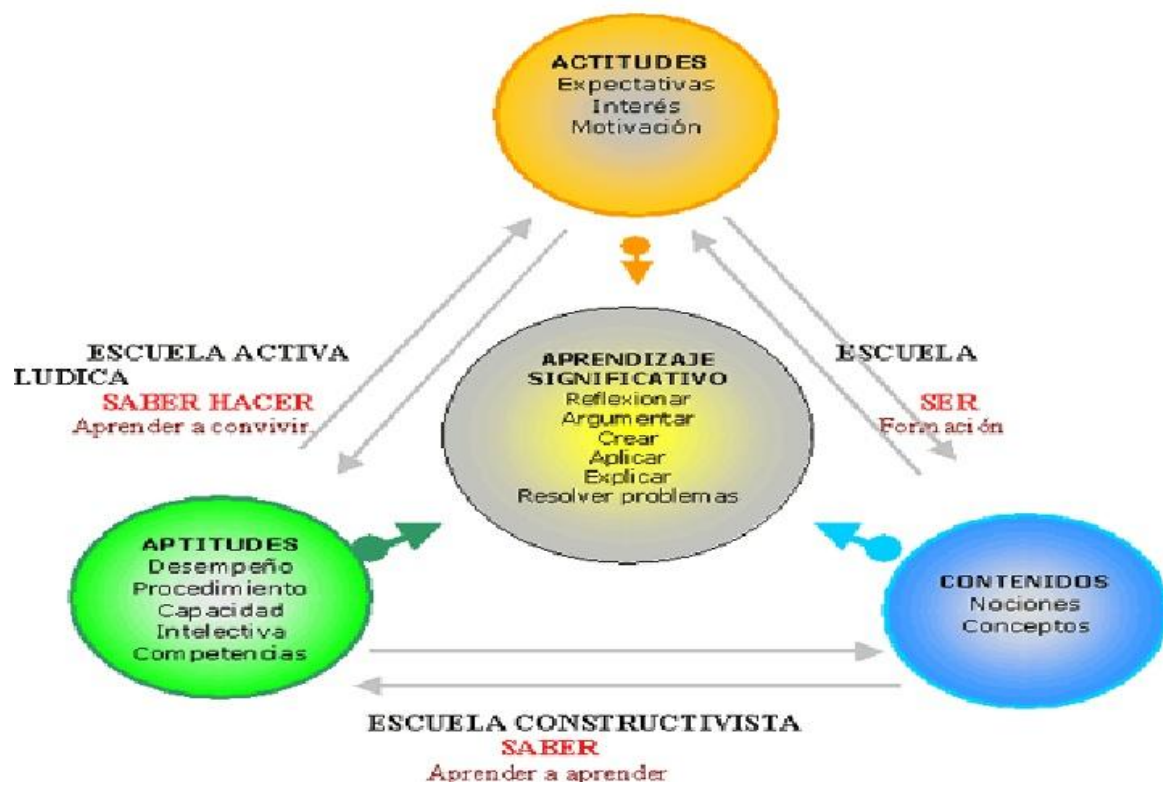 ACTITUDES
Expectativas
Interés
Motivación
ESCUELA ACTIVA
LUDICA
SABER HACER
Aprender a convivir
APRENDIZAJE
SIGNIFICATIVO
Reflexionar
Argumentar
Crear
Aplicar
Explicar
Resolver problemas
ESCUELA
SER
Formación
APTITUDES
Desempeño
Procedimiento
Capacidad
Intelectiva
Competencias
CONTENIDOS
Nociones
Conceptos
ESCUELA CONSTRUCTIVISTA
SABER
Aprender a aprender